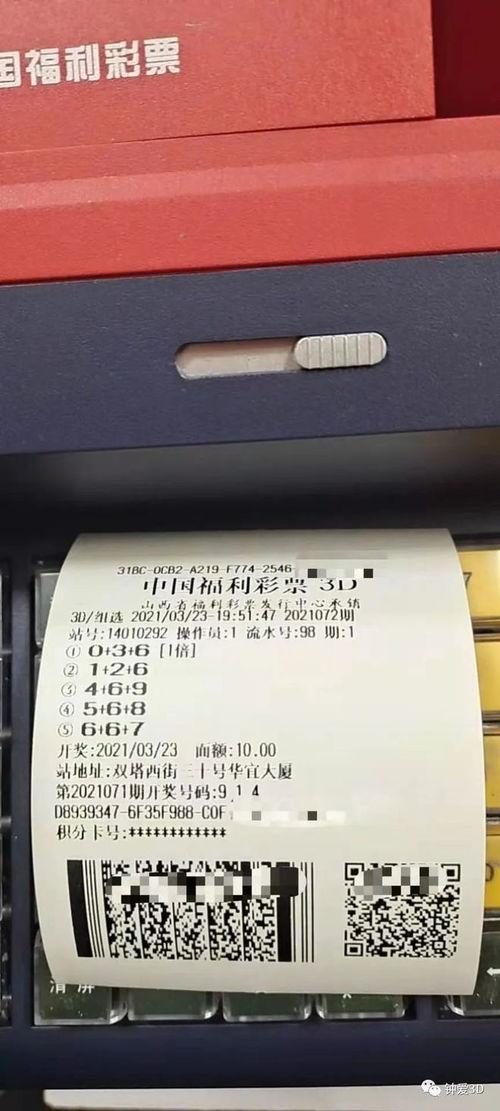 国福利彩票
31BC-0CB2-A219-F774-2546
中国福利彩票 3D
山西省福利彩票发行中心承销
3D/组选 2021/03/23-19:51:47 2021072期
站号:14010292 操作员:1 流水号:98 期:1
① 0+3+6 [1倍]
② 1+2+6
③ 4+6+9
④ 5+6+8
⑤ 6+6+7
开奖:2021/03/23 面额:10.00
站地址:双塔西街三十号华宜大厦
第2021071期开奖号码:9 1 4
D8939347-6F35F988-C0F
积分卡号:************
清屏
钟爱3D